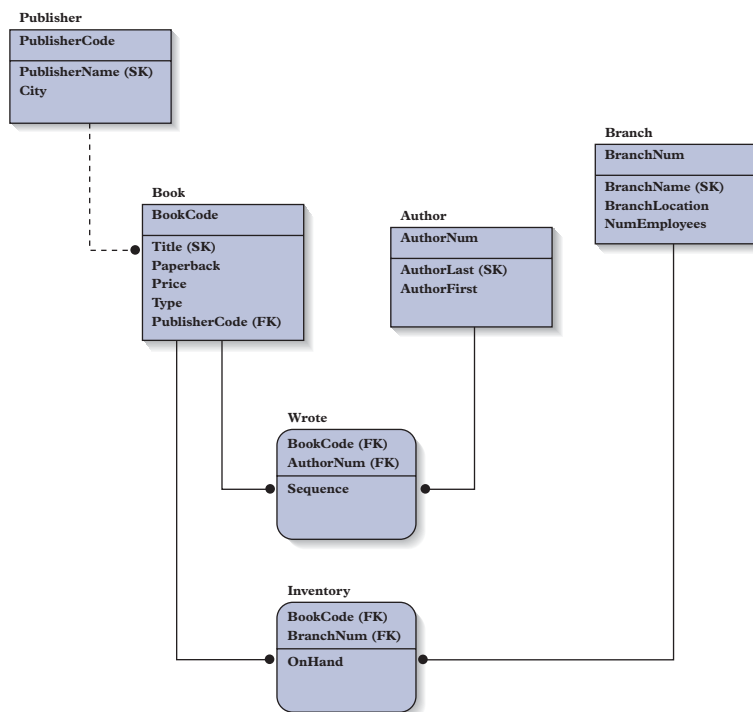 Publisher
PublisherCode
PublisherName (SK)
City
Branch
BranchNum
BranchName (SK)
BranchLocation
NumEmployees
Book
BookCode
Title (SK)
Paperback
Price
Type
PublisherCode (FK)
Author
AuthorNum
AuthorLast (SK)
AuthorFirst
Wrote
BookCode (FK)
AuthorNum (FK)
Sequence
Inventory
BookCode (FK)
BranchNum (FK)
OnHand